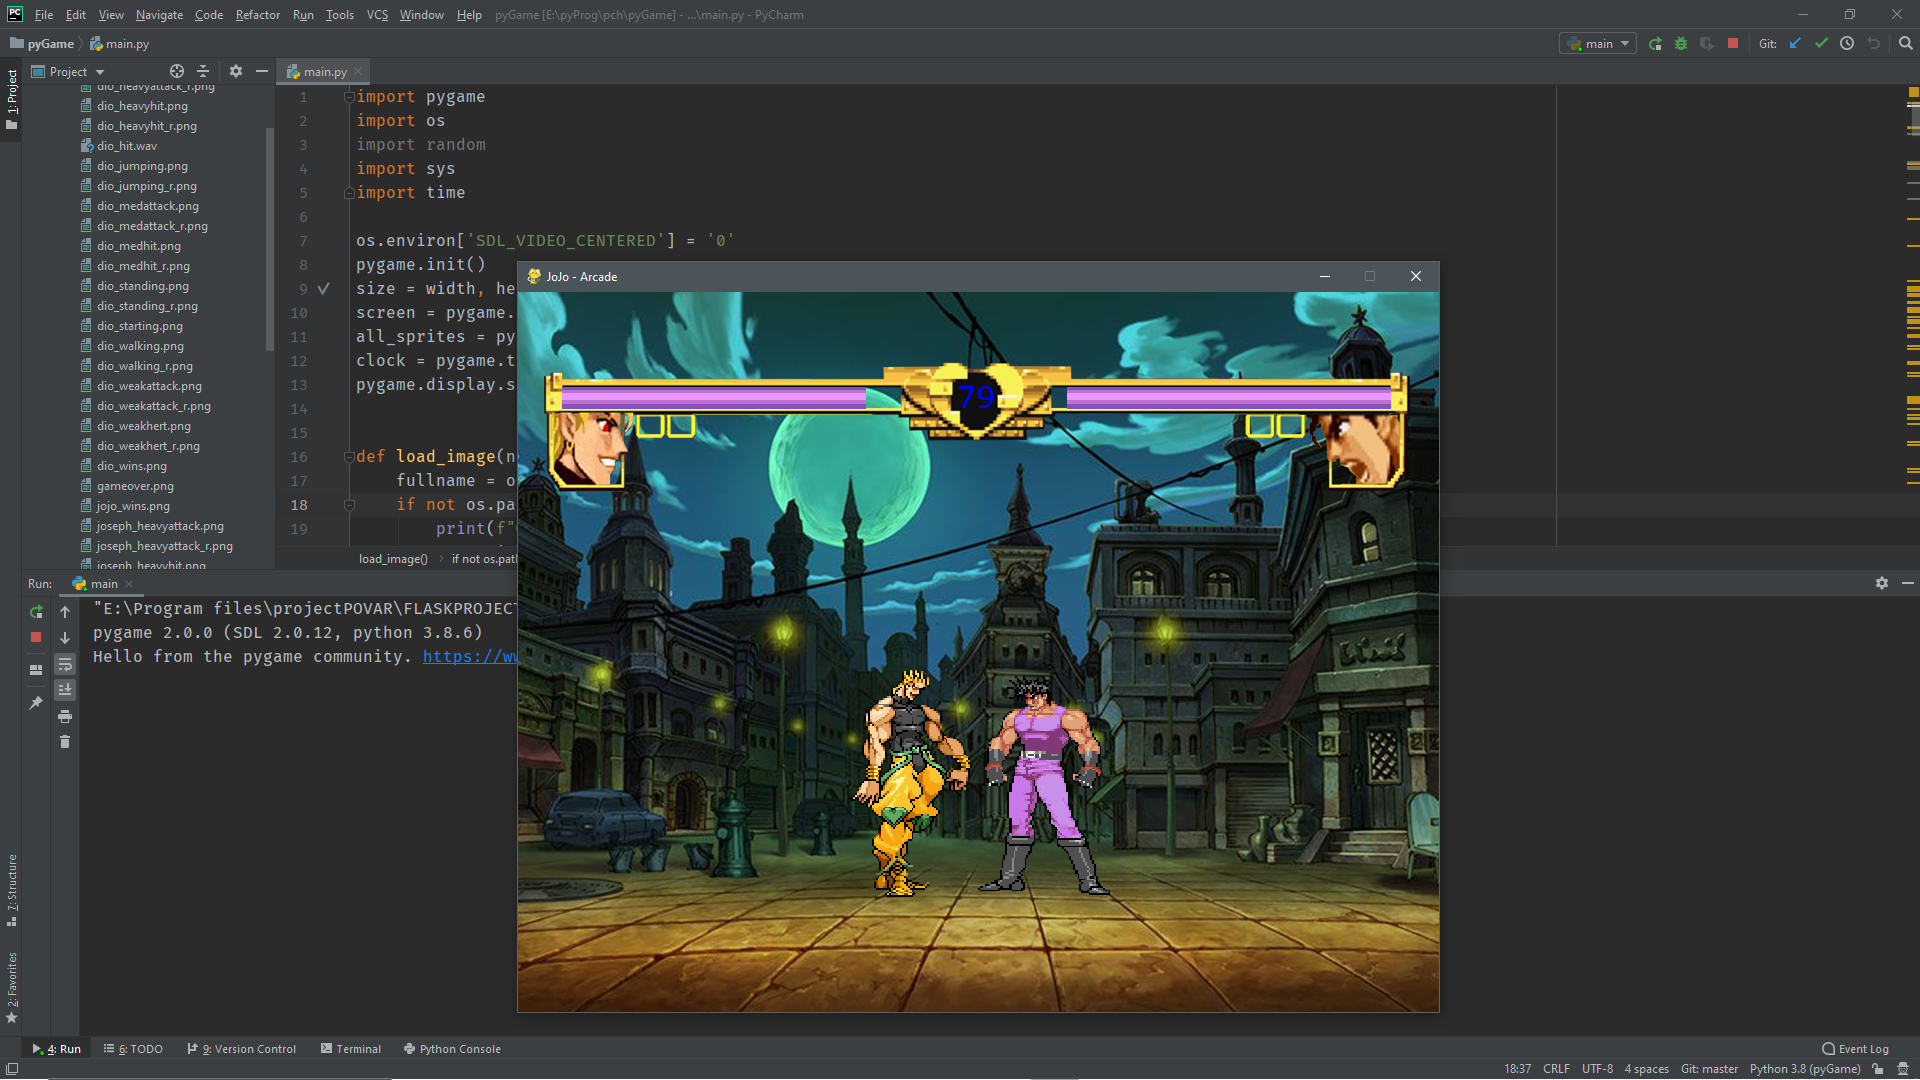 PC File Edit View Navigate Code Refactor Run Tools VCS Window Help pyGame [E:\pyProg\pch\pyGame] - ...\main.py - PyCharm
pyGame main.py main Git:
1: Project
Project
main.py
dio_heavyattack_r.png
dio_heavyhit.png
dio_heavyhit_r.png
dio_hit.wav
dio_jumping.png
dio_jumping_r.png
dio_medattack.png
dio_medattack_r.png
dio_medhit.png
dio_medhit_r.png
dio_standing.png
dio_standing_r.png
dio_starting.png
dio_walking.png
dio_walking_r.png
dio_weakattack.png
dio_weakattack_r.png
dio_weakhert.png
dio_weakhert_r.png
dio_wins.png
gameover.png
jojo_wins.png
joseph_heavyattack.png
joseph_heavyattack_r.png
joseph_heavyhit.png
1 import pygame
2 import os
3 import random
4 import sys
5 import time
6
7 os.environ['SDL_VIDEO_CENTERED'] = '0'
8 pygame.init()
9 size = width, he
10 screen = pygame.
11 all_sprites = py
12 clock = pygame.t
13 pygame.display.s
14
15
16 def load_image(n
17 fullname = o
18 if not os.pa
19 print(f"
load_image() if not os.path
JoJo - Arcade
79
Run: main
"E:\Program files\projectPOVAR\FLASKPROJECT
pygame 2.0.0 (SDL 2.0.12, python 3.8.6)
Hello from the pygame community. https://ww
7: Structure
2: Favorites
4: Run 6: TODO 9: Version Control Terminal Python Console Event Log
18:37 CRLF UTF-8 4 spaces Git: master Python 3.8 (pyGame)